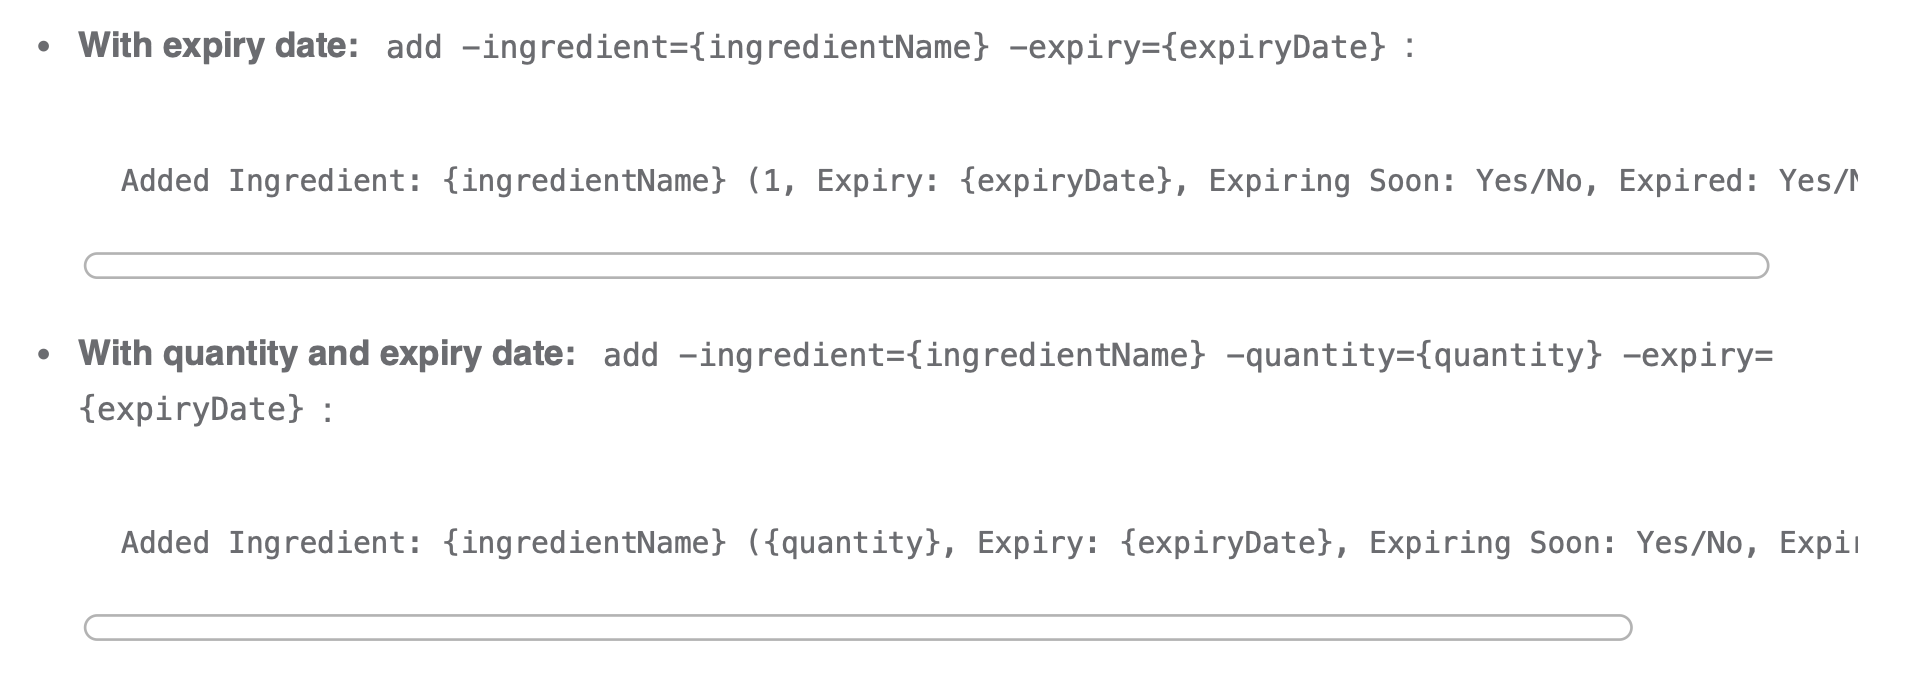 • With expiry date: add -ingredient={ingredientName} -expiry={expiryDate} :
Added Ingredient: {ingredientName} (1, Expiry: {expiryDate}, Expiring Soon: Yes/No, Expired: Yes/
• With quantity and expiry date: add -ingredient={ingredientName} -quantity={quantity} -expiry=
{expiryDate} :
Added Ingredient: {ingredientName} ({quantity}, Expiry: {expiryDate}, Expiring Soon: Yes/No, Expi